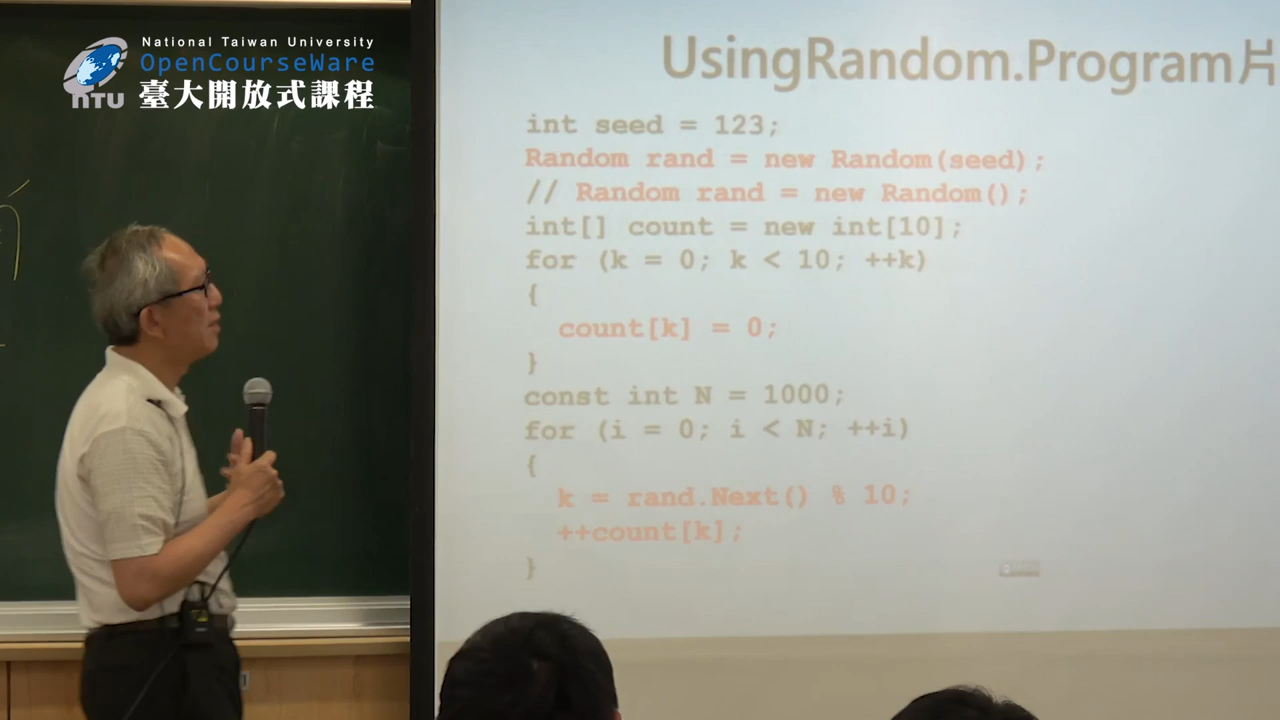 National Taiwan University
OpenCourseWare
臺大開放式課程
NTU
UsingRandom.Program片
int seed = 123;
Random rand = new Random(seed);
// Random rand = new Random();
int[] count = new int[10];
for (k = 0; k < 10; ++k)
{
count[k] = 0;
}
const int N = 1000;
for (i = 0; i < N; ++i)
{
k = rand.Next() % 10;
++count[k];
}